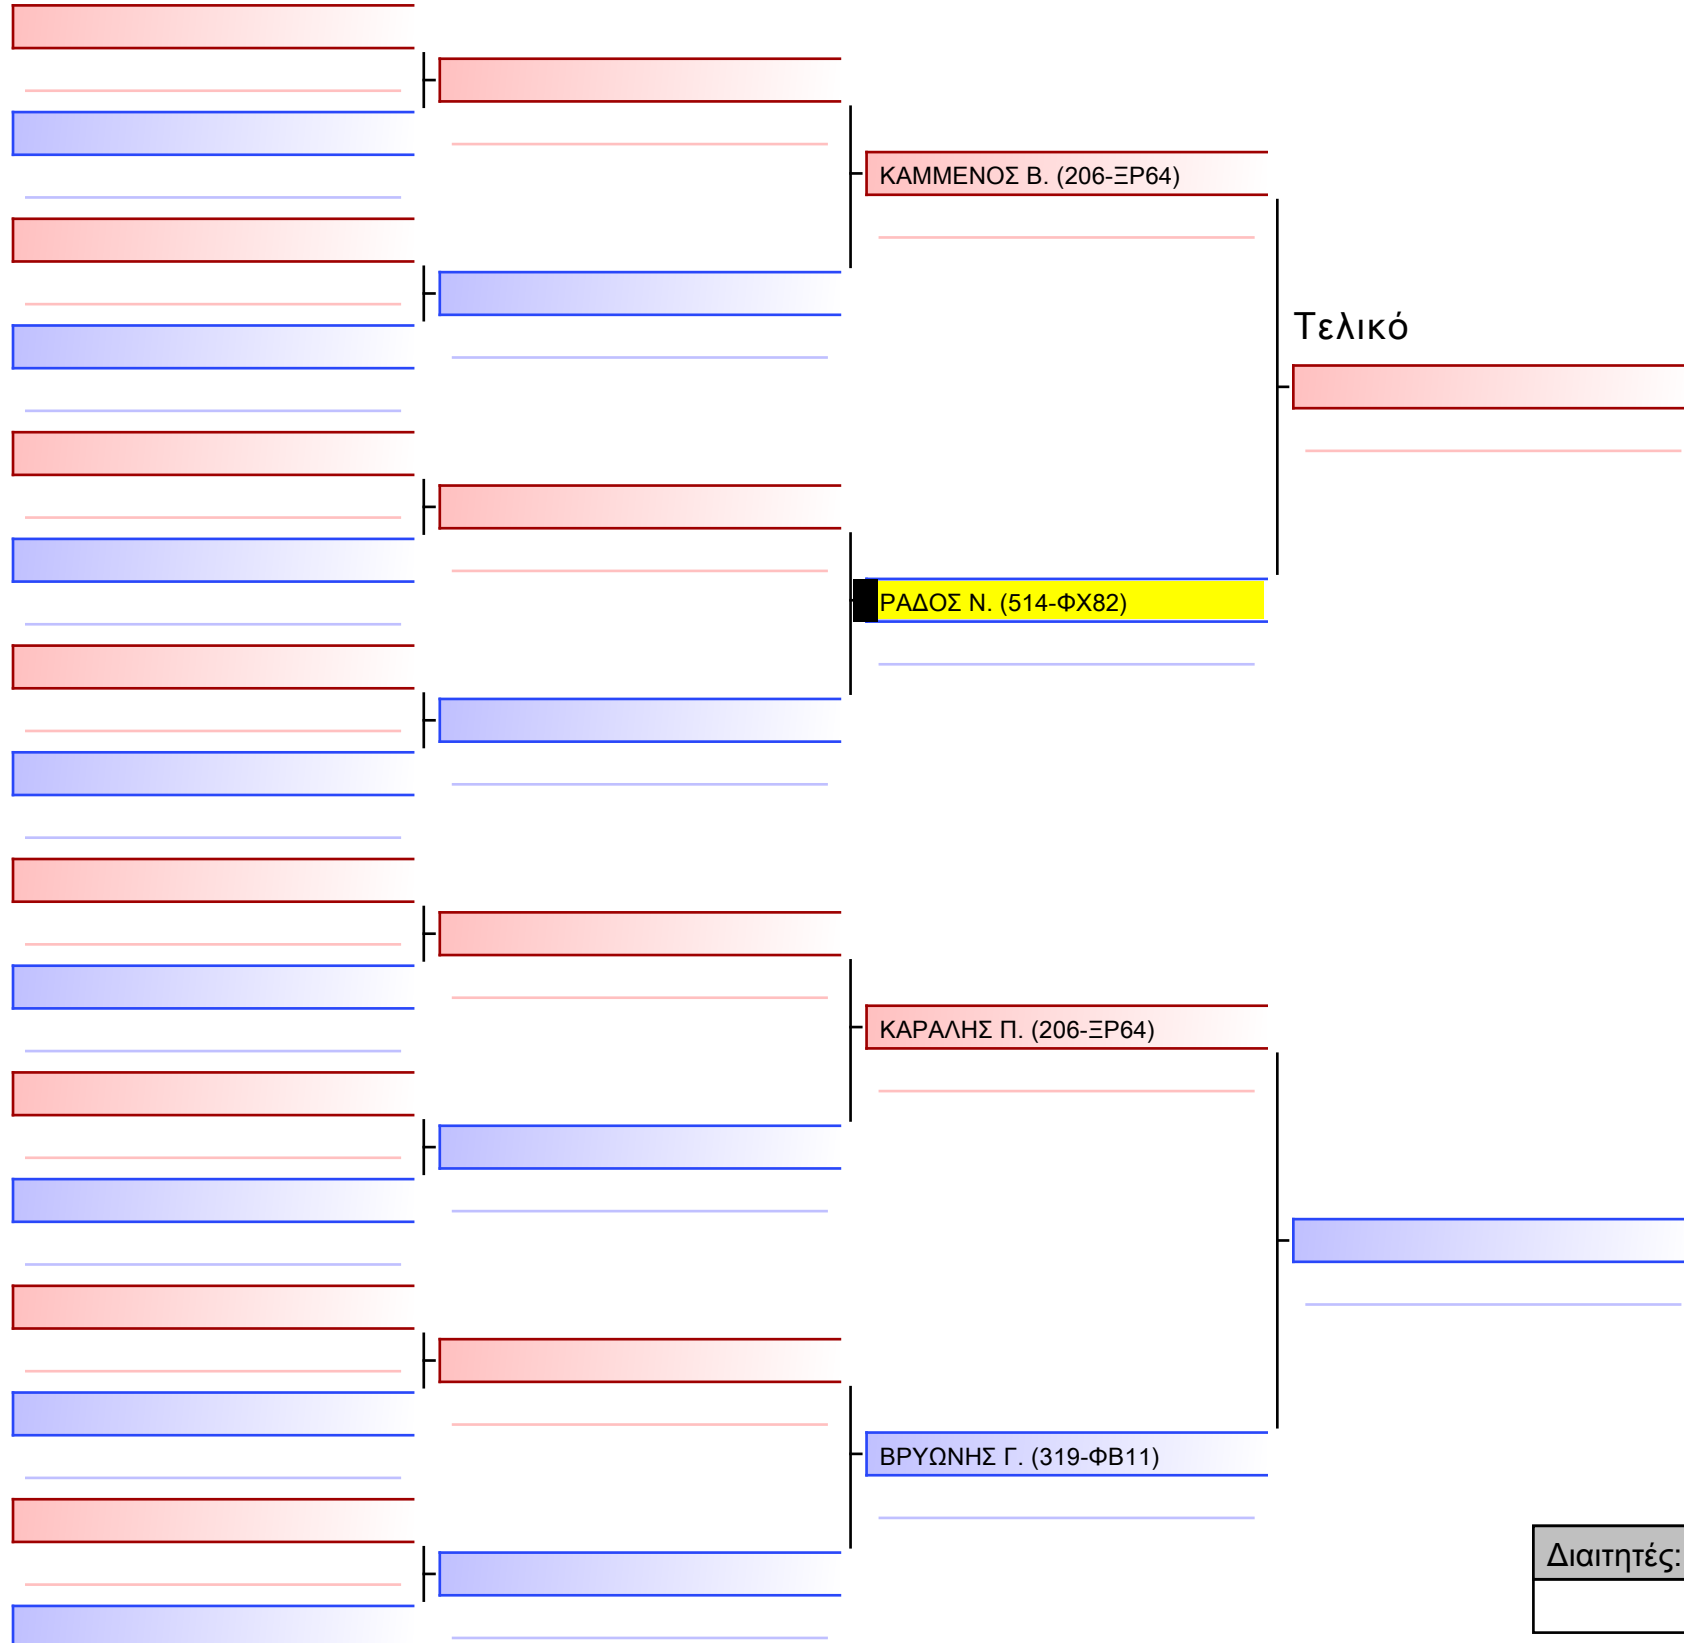 ΚΑΜΜΕΝΟΣ Β. (206-ΞΡ64)
Τελικό
ΡΑΔΟΣ Ν. (514-ΦΧ82)
ΚΑΡΑΛΗΣ Π. (206-ΞΡ64)
ΒΡΥΩΝΗΣ Γ. (319-ΦΒ11)
Διαιτητές: